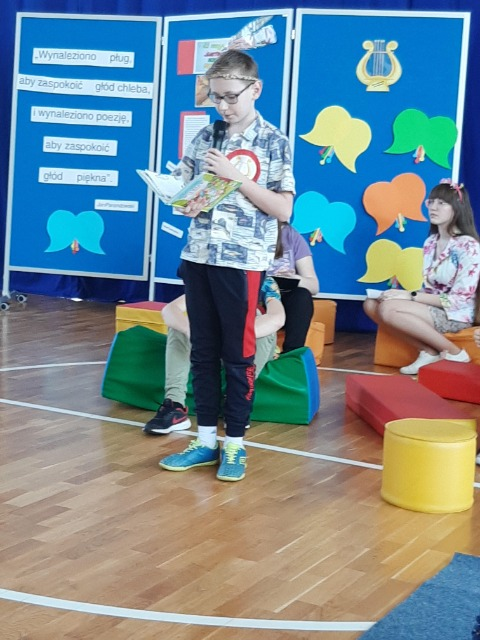 „Wynaleziono pług,
aby zaspokoić głód chleba,
i wynaleziono poezję,
aby zaspokoić
głód piękna".